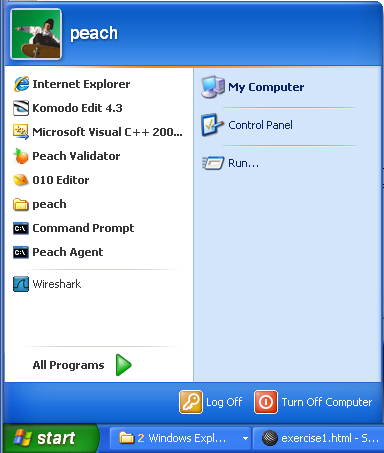 peach
Internet Explorer
Komodo Edit 4.3
Microsoft Visual C++ 200...
Peach Validator
010 Editor
peach
Command Prompt
Peach Agent
Wireshark
All Programs
My Computer
Control Panel
Run...
Log Off
Turn Off Computer
start
2 Windows Expl...
exercise1.html - S...